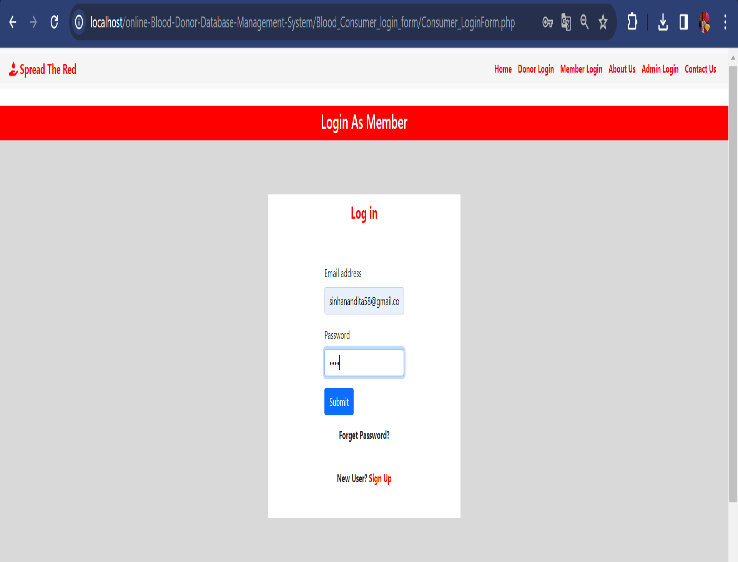 localhost/online-Blood-Donor-Database-Management-System/Blood_Consumer_login_form/Consumer_LoginForm.php
Spread The Red
Home Donor Login Member Login About Us Admin Login Contact Us
Login As Member
Log in
Email address
sinhanandita58@gmail.co
Password
••••
Submit
Forget Password?
New User? Sign Up